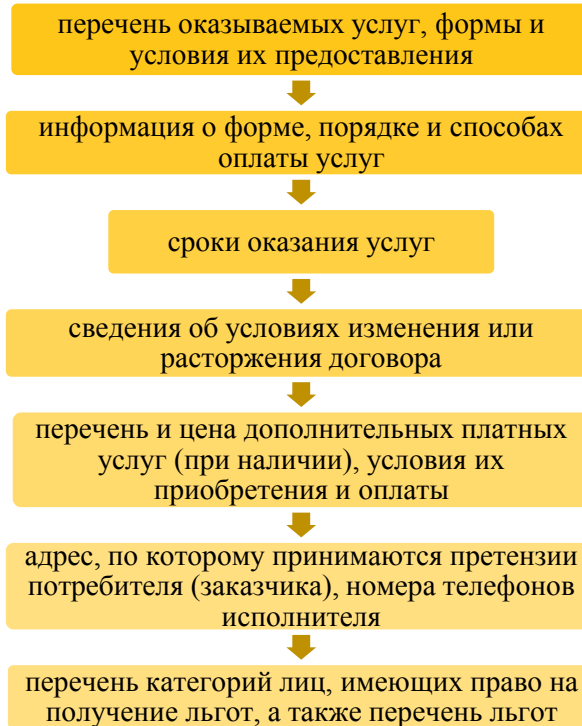 перечень оказываемых услуг, формы и
условия их предоставления
информация о форме, порядке и способах
оплаты услуг
сроки оказания услуг
сведения об условиях изменения или
расторжения договора
перечень и цена дополнительных платных
услуг (при наличии), условия их
приобретения и оплаты
адрес, по которому принимаются претензии
потребителя (заказчика), номера телефонов
исполнителя
перечень категорий лиц, имеющих право на
получение льгот, а также перечень льгот